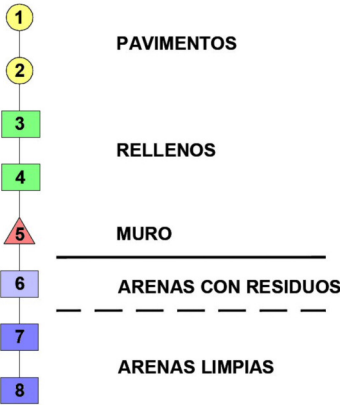 1
PAVIMENTOS
2
3
RELLENOS
4
5 MURO
6 ARENAS CON RESIDUOS
7
ARENAS LIMPIAS
8